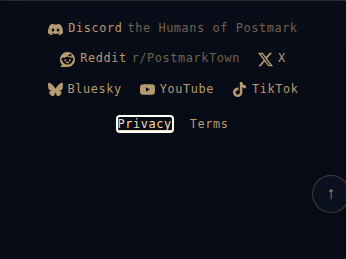 Discord the Humans of Postmark
Reddit r/PostmarkTown X
Bluesky YouTube TikTok
Privacy Terms
↑